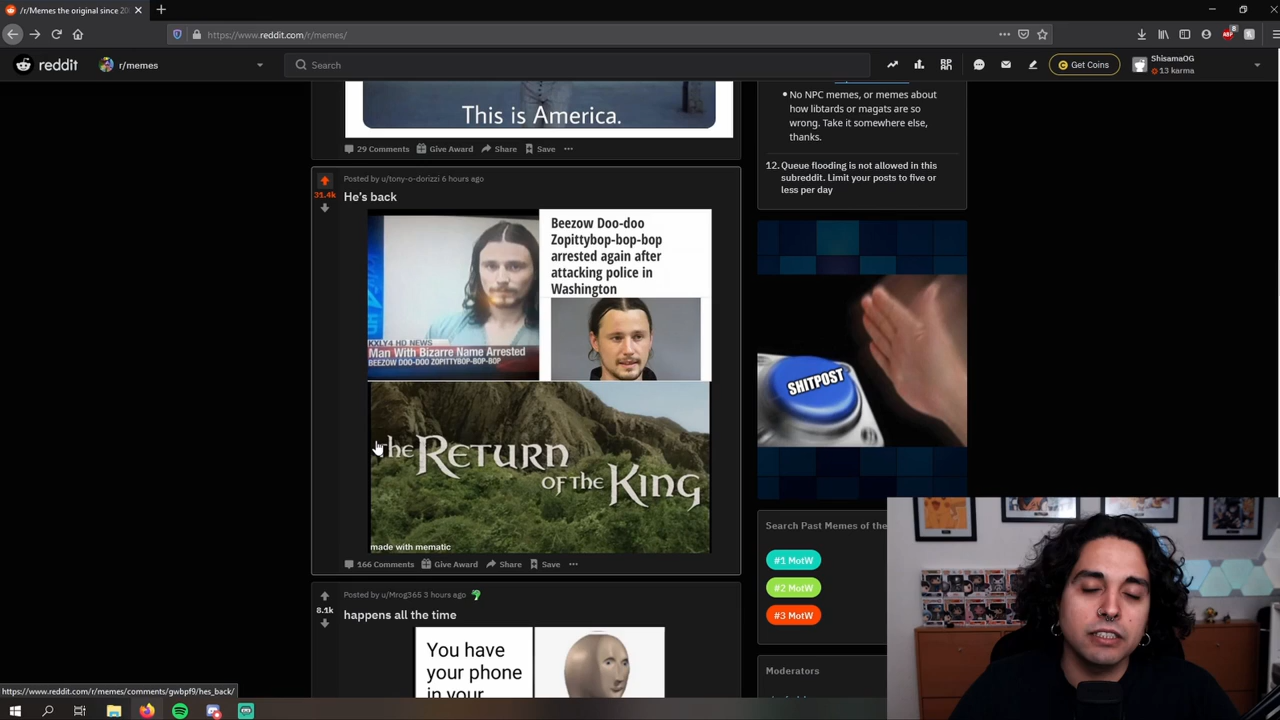 /r/Memes the original since 20
https://www.reddit.com/r/memes/
reddit
r/memes
Search
Get Coins
ShisamaOG
13 karma
This is America.
29 Comments
Give Award
Share
Save
Posted by u/tony-o-dorizzi 6 hours ago
31.4k
He's back
Beezow Doo-doo
Zopittybop-bop-bop
arrested again after
attacking police in
Washington
KXLY4 HD NEWS
Man With Bizarre Name Arrested
BEEZOW DOO-DOO ZOPITTYBOP-BOP-BOP
The RETURN
OF THE KING
made with mematic
166 Comments
Give Award
Share
Save
Posted by u/Mrog365 3 hours ago
8.1k
happens all the time
You have
your phone
in your
No NPC memes, or memes about
how libtards or magats are so
wrong. Take it somewhere else,
thanks.
12. Queue flooding is not allowed in this
subreddit. Limit your posts to five or
less per day
SHITPOST
Search Past Memes of the
#1 MotW
#2 MotW
#3 MotW
Moderators
https://www.reddit.com/r/memes/comments/gwbpf9/hes_back/